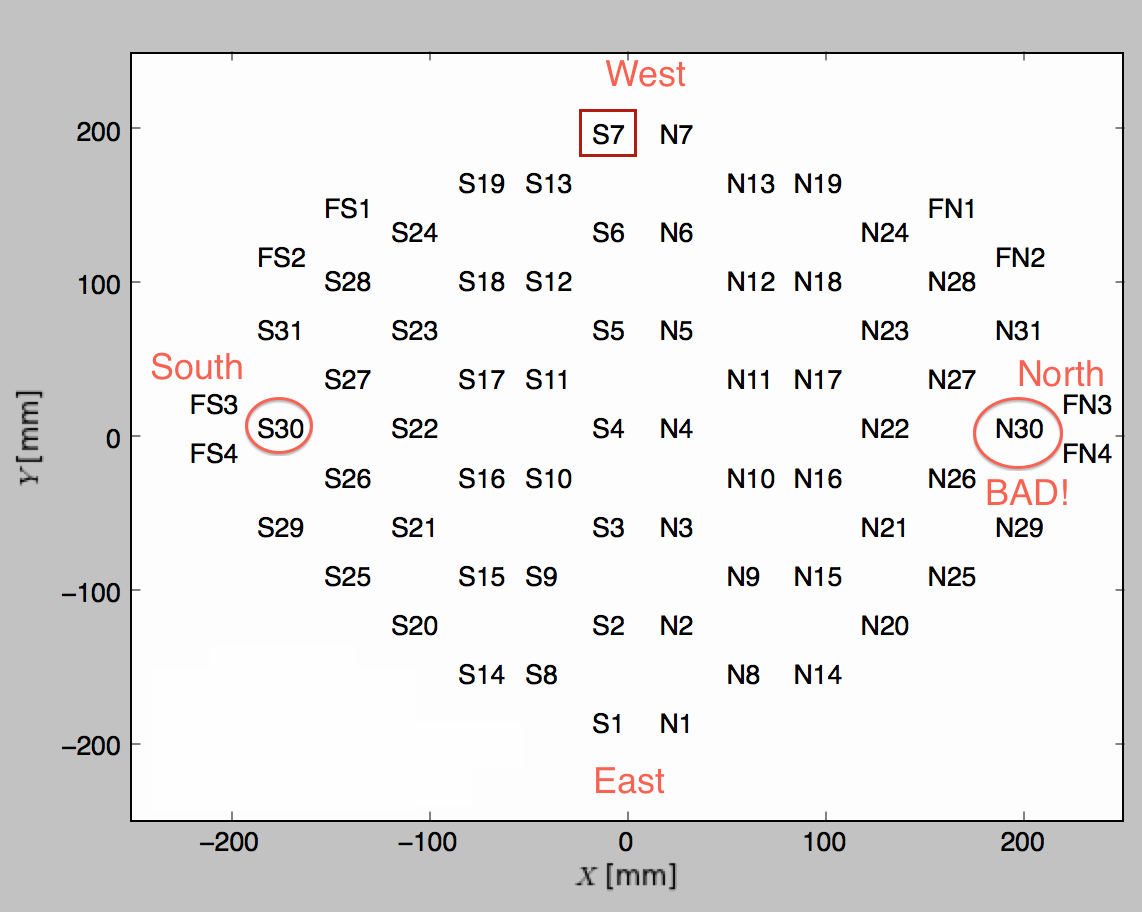 West
200
S7 N7
S19 S13 N13 N19
FS1 FN1
S24 S6 N6 N24
FS2 FN2
100
S28 S18 S12 N12 N18 N28
S31 S23 S5 N5 N23 N31
South North
S27 S17 S11 N11 N17 N27
FS3 FN3
0
S30 S22 S4 N4 N22 N30
FS4 FN4
S26 S16 S10 N10 N16 N26
BAD!
S29 S21 S3 N3 N21 N29
−100
S25 S15 S9 N9 N15 N25
S20 S2 N2 N20
S14 S8 N8 N14
S1 N1
−200
East
−200 −100 0 100 200
X [mm]
Y [mm]